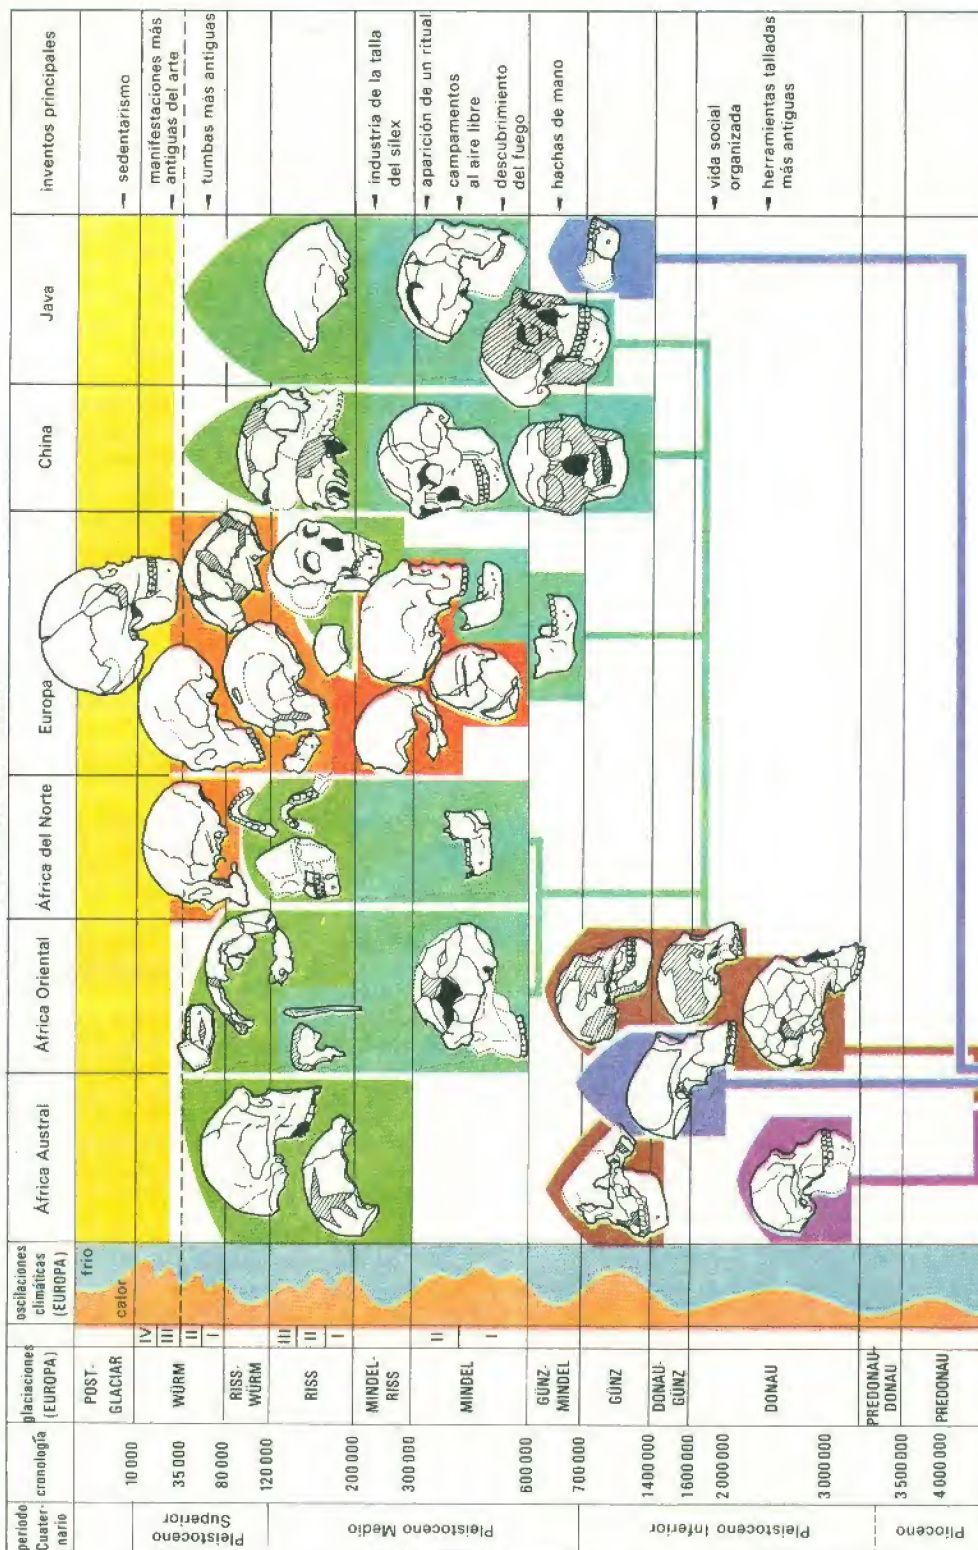 período
Cuater-
nario
cronología
glaciaciones
(EUROPA)
oscilaciones
climáticas
(EUROPA)
África Austral
África Oriental
África del Norte
Europa
China
Java
inventos principales
Pleistoceno
Superior
Pleistoceno Medio
Pleistoceno Inferior
Plioceno
10 000
35 000
80 000
120 000
200 000
300 000
600 000
700 000
1 400 000
1 600 000
2 000 000
3 000 000
3 500 000
4 000 000
POST-
GLACIAR
WÜRM
RISS-
WÜRM
RISS
MINDEL-
RISS
MINDEL
GÜNZ-
MINDEL
GÜNZ
DONAU-
GÜNZ
DONAU
PREDONAU-
DONAU
PREDONAU
IV
III
II
I
III
II
I
II
I
frío
calor
sedentarismo
manifestaciones más
antiguas del arte
tumbas más antiguas
industria de la talla
del sílex
aparición de un ritual
campamentos
al aire libre
descubrimiento
del fuego
hachas de mano
vida social
organizada
herramientas talladas
más antiguas